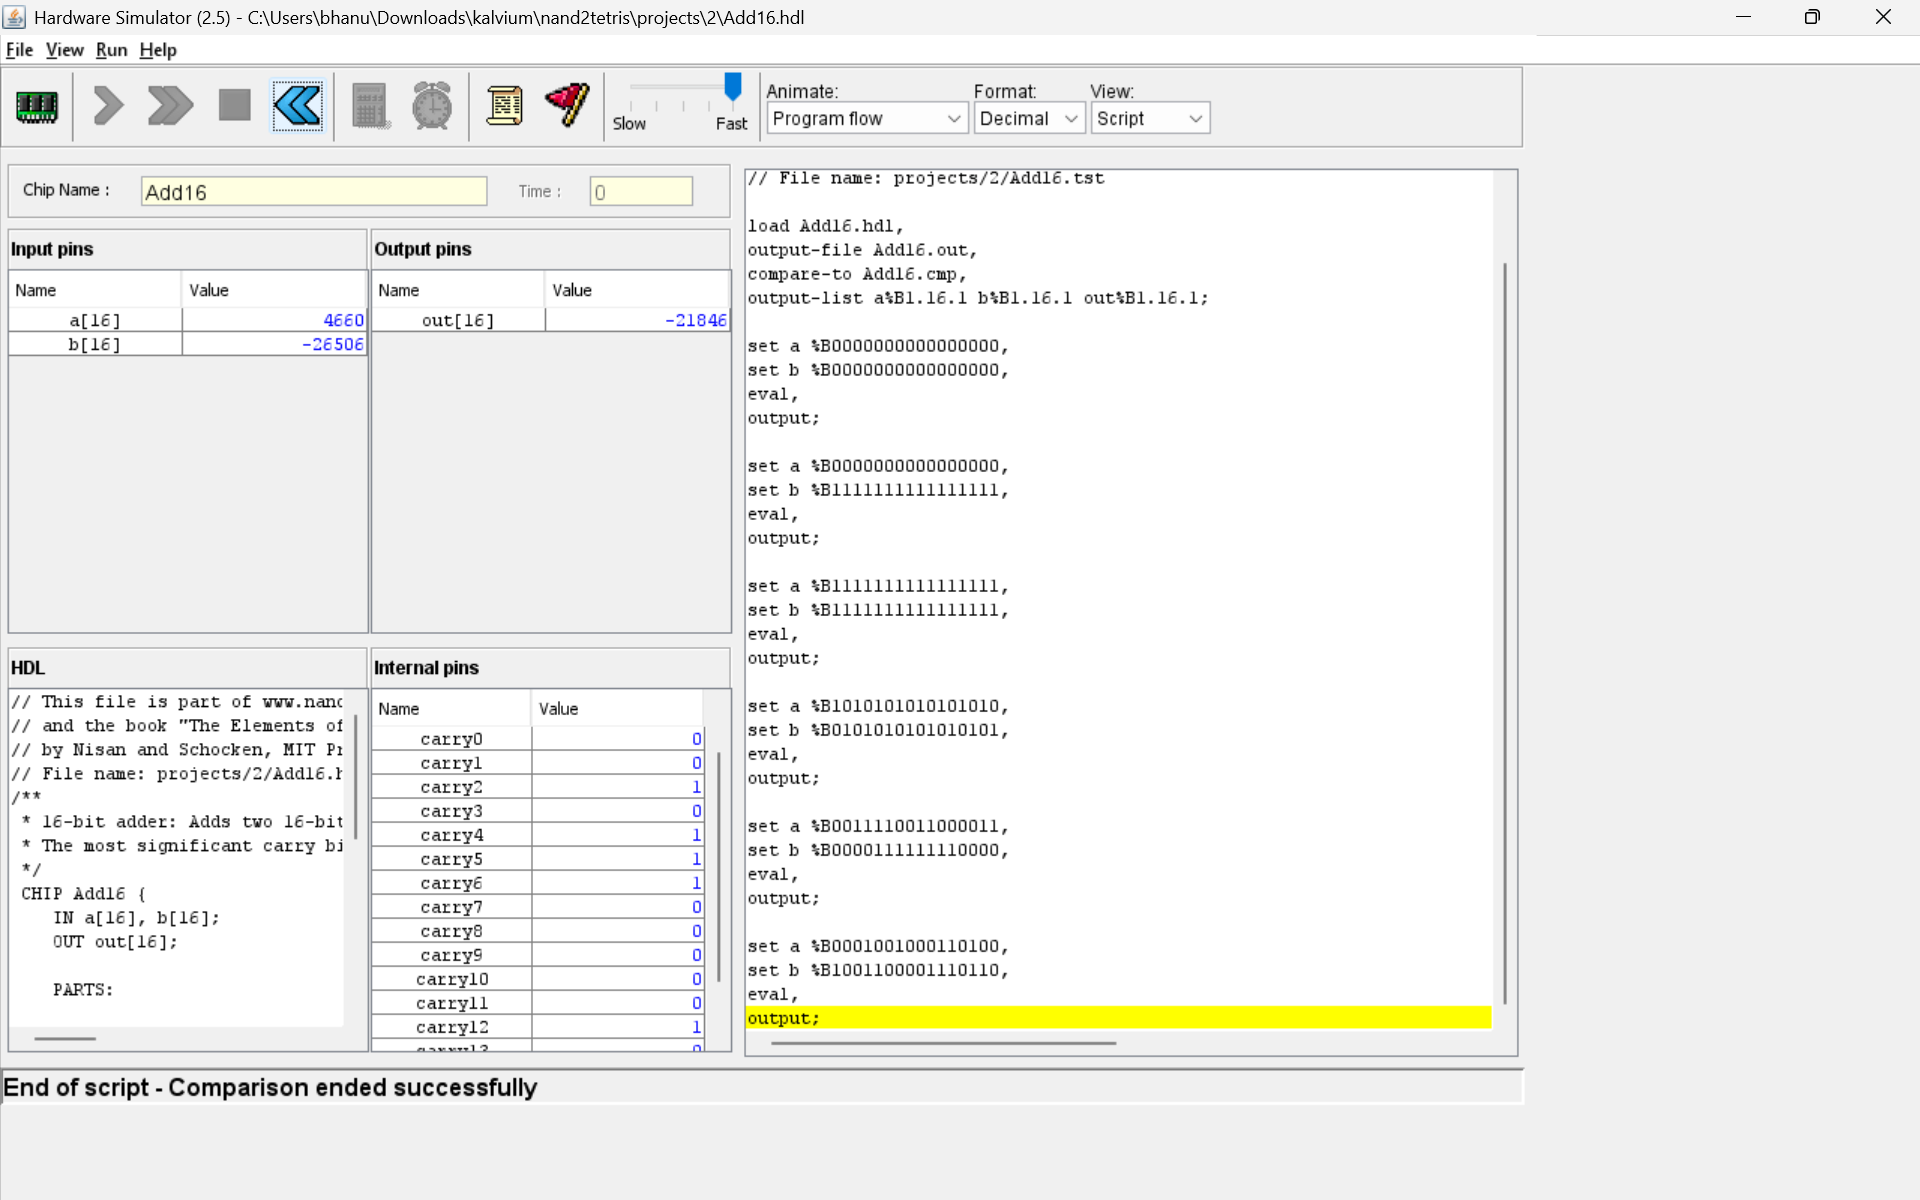 Hardware Simulator (2.5) - C:\Users\bhanu\Downloads\kalvium\nand2tetris\projects\2\Add16.hdl
File View Run Help
Slow Fast
Animate:
Program flow
Format:
Decimal
View:
Script
Chip Name :
Add16
Time :
0
Input pins
Name Value
a[16] 4660
b[16] -26506
Output pins
Name Value
out[16] -21846
HDL
// This file is part of www.nand
// and the book "The Elements of
// by Nisan and Schocken, MIT Pr
// File name: projects/2/Add16.h
/**
* 16-bit adder: Adds two 16-bit
* The most significant carry bi
*/
CHIP Add16 {
IN a[16], b[16];
OUT out[16];
PARTS:
Internal pins
Name Value
carry0 0
carry1 0
carry2 1
carry3 0
carry4 1
carry5 1
carry6 1
carry7 0
carry8 0
carry9 0
carry10 0
carry11 0
carry12 1
carry13 0
// File name: projects/2/Add16.tst
load Add16.hdl,
output-file Add16.out,
compare-to Add16.cmp,
output-list a%B1.16.1 b%B1.16.1 out%B1.16.1;
set a %B0000000000000000,
set b %B0000000000000000,
eval,
output;
set a %B0000000000000000,
set b %B1111111111111111,
eval,
output;
set a %B1111111111111111,
set b %B1111111111111111,
eval,
output;
set a %B1010101010101010,
set b %B0101010101010101,
eval,
output;
set a %B0011110011000011,
set b %B0000111111110000,
eval,
output;
set a %B0001001000110100,
set b %B1001100001110110,
eval,
output;
End of script - Comparison ended successfully